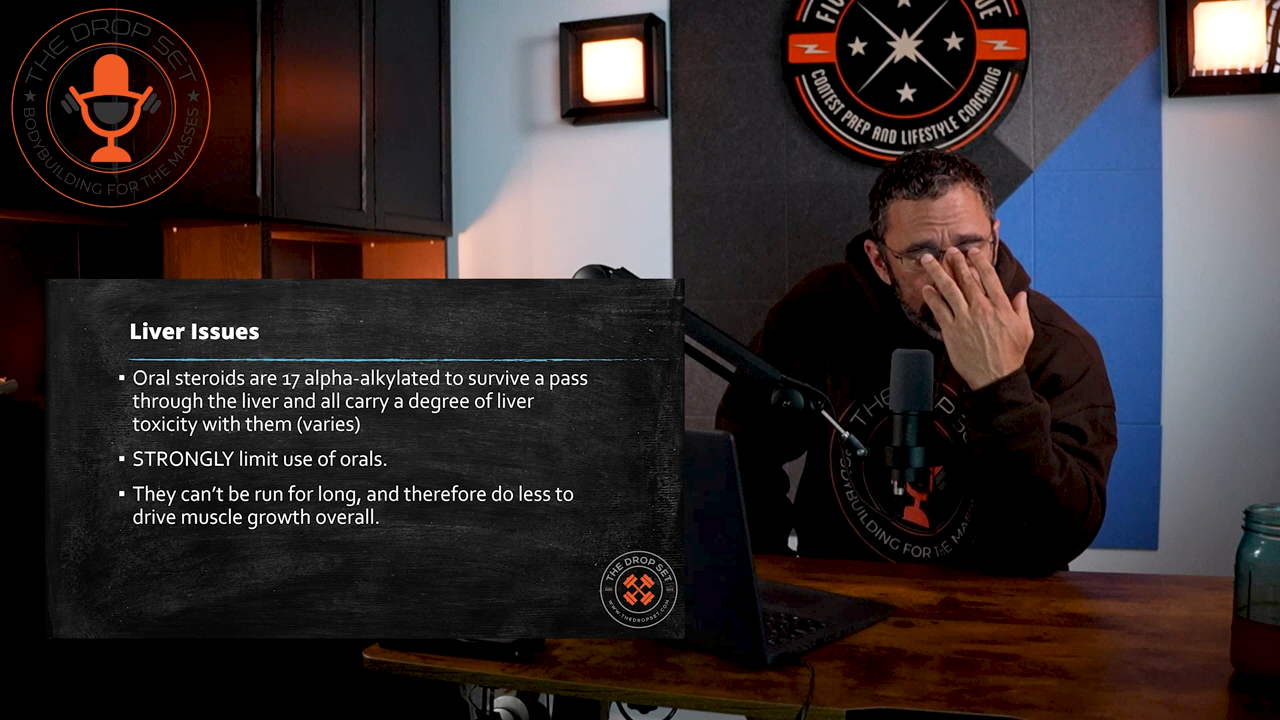 THE DROP SET
BODYBUILDING FOR THE MASSES
CONTEST PREP AND LIFESTYLE COACHING
Liver Issues
▪ Oral steroids are 17 alpha-alkylated to survive a pass
through the liver and all carry a degree of liver
toxicity with them (varies)
▪ STRONGLY limit use of orals.
▪ They can't be run for long, and therefore do less to
drive muscle growth overall.
THE DROP SET
WWW.THEDROPSET.COM
THE
BODYBUILDING FOR THE MA